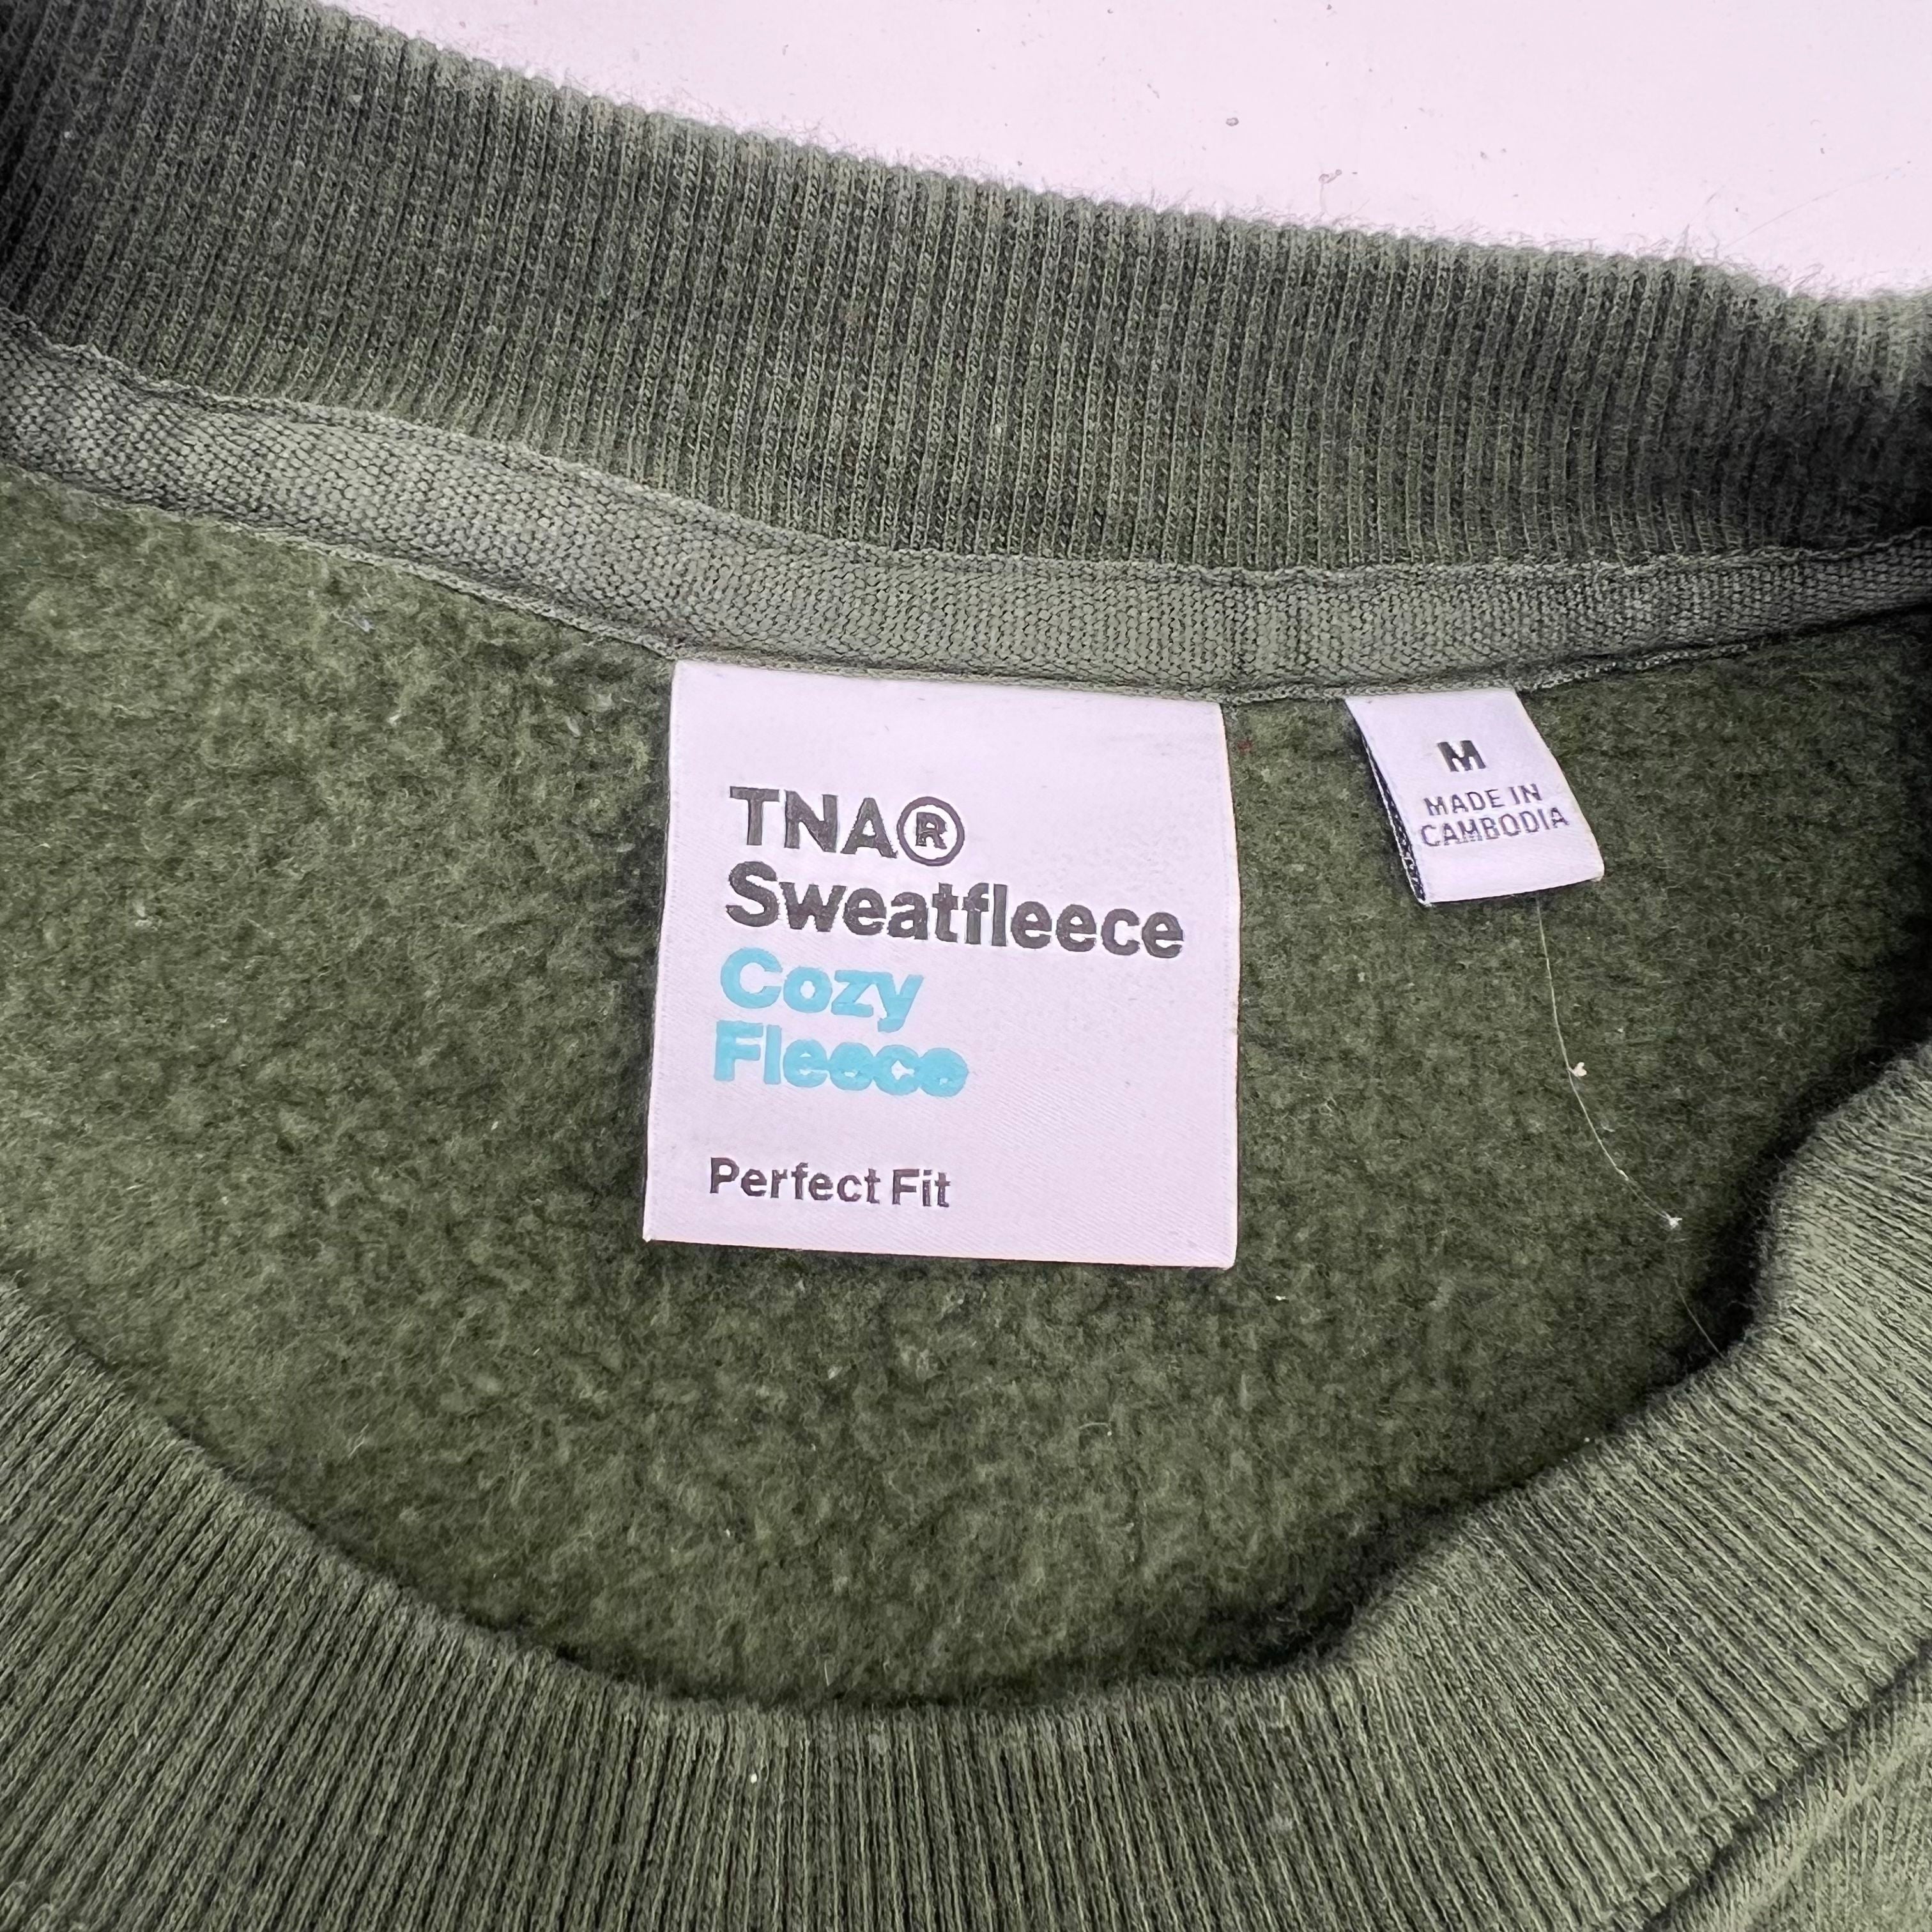 TNA®
Sweatfleece
Cozy
Fleece
Perfect Fit
M
MADE IN
CAMBODIA